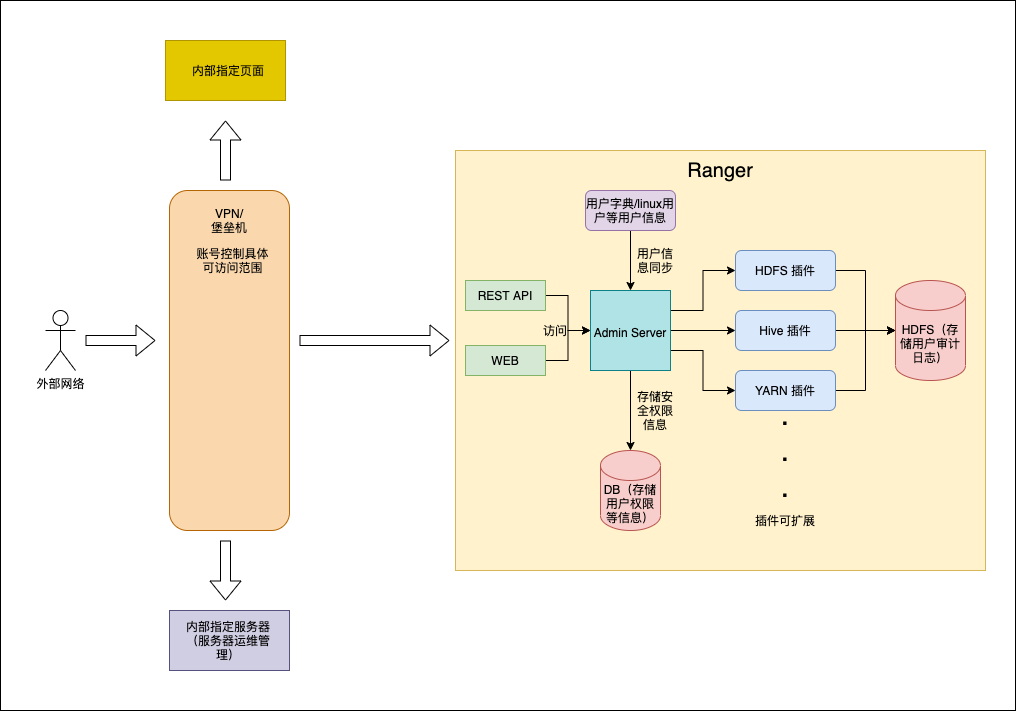 内部指定页面
VPN/
堡垒机
账号控制具体
可访问范围
外部网络
内部指定服务器
（服务器运维管
理）
Ranger
用户字典/linux用
户等用户信息
用户信
息同步
REST API
WEB
访问
Admin Server
存储安
全权限
信息
DB（存储
用户权限
等信息）
HDFS 插件
Hive 插件
YARN 插件
插件可扩展
HDFS（存
储用户审计
日志）